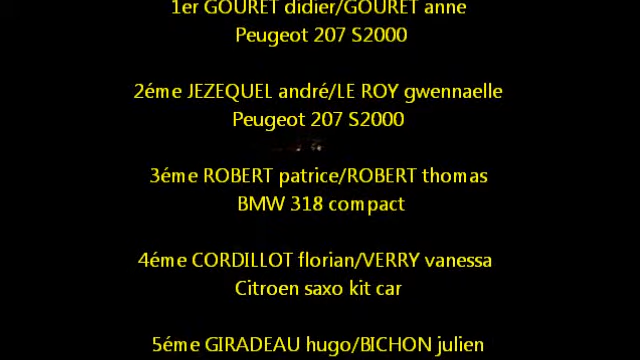 1er GOURET didier/GOURET anne
Peugeot 207 S2000
2éme JEZEQUEL andré/LE ROY gwennaelle
Peugeot 207 S2000
3éme ROBERT patrice/ROBERT thomas
BMW 318 compact
4éme CORDILLOT florian/VERRY vanessa
Citroen saxo kit car
5éme GIRADEAU hugo/BICHON julien